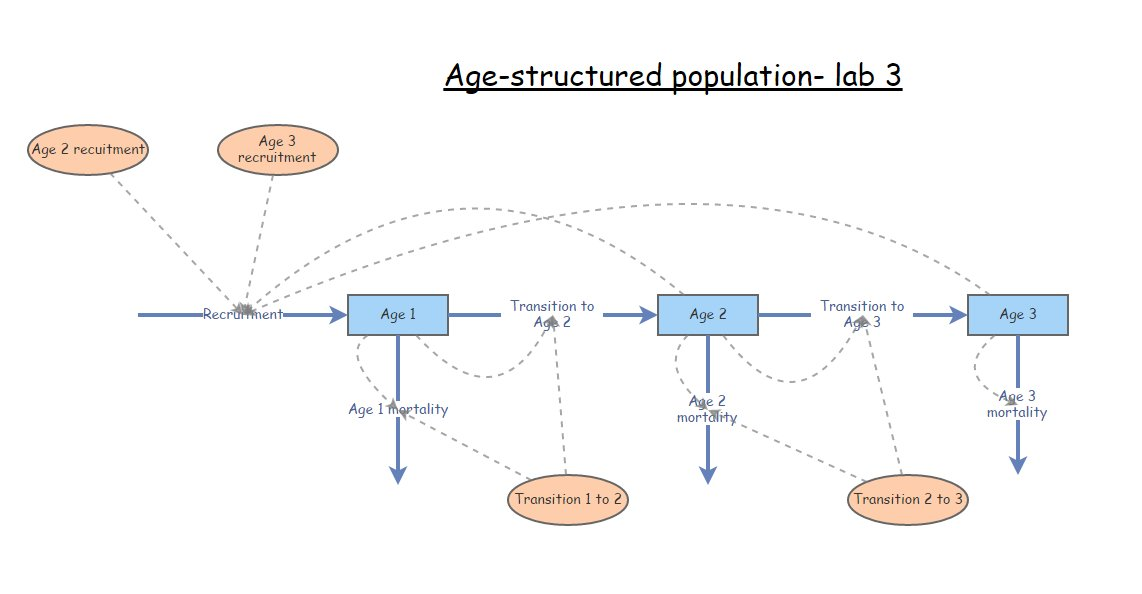 Age-structured population- lab 3
Age 2 recuitment
Age 3
recruitment
Recruitment
Age 1
Transition to
Age 2
Age 2
Transition to
Age 3
Age 3
Age 1 mortality
Age 2
mortality
Age 3
mortality
Transition 1 to 2
Transition 2 to 3